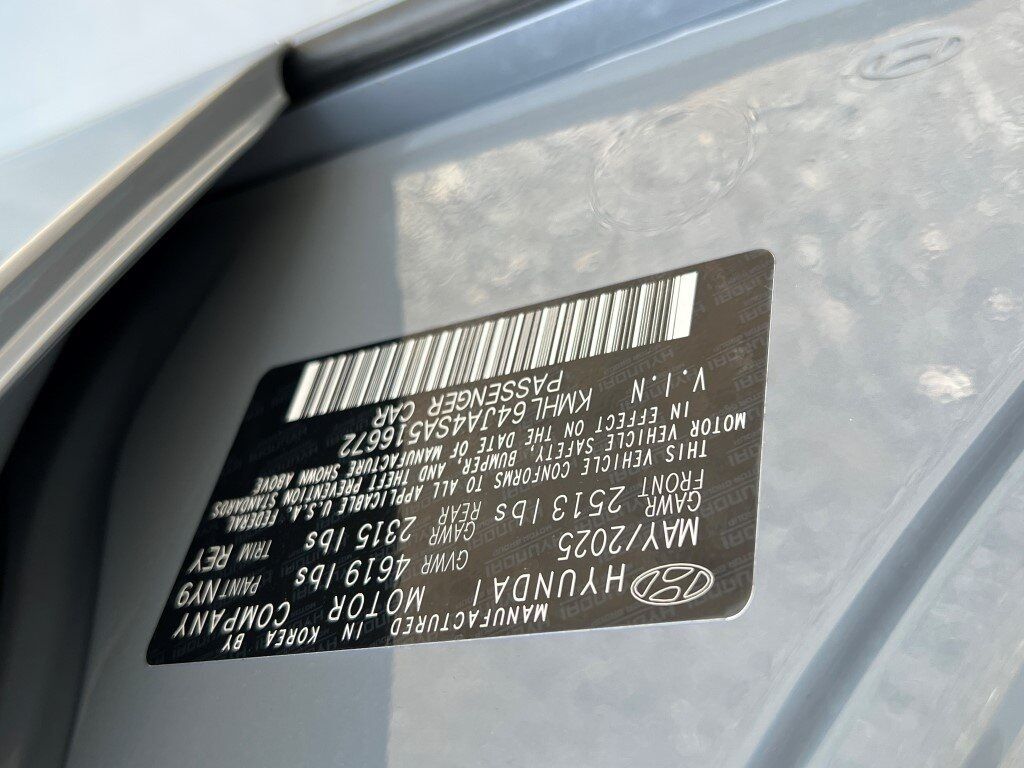 MANUFACTURED IN KOREA BY
HYUNDAI MOTOR COMPANY
MAY/2025 GVWR 4619 lbs PAINT NY9
GAWR FRONT 2513 lbs GAWR REAR 2315 lbs TRIM REY
THIS VEHICLE CONFORMS TO ALL APPLICABLE U.S.A. FEDERAL
MOTOR VEHICLE SAFETY, BUMPER, AND THEFT PREVENTION STANDARDS
IN EFFECT ON THE DATE OF MANUFACTURE SHOWN ABOVE
V.I.N KMHL64JA4SA516672
PASSENGER CAR